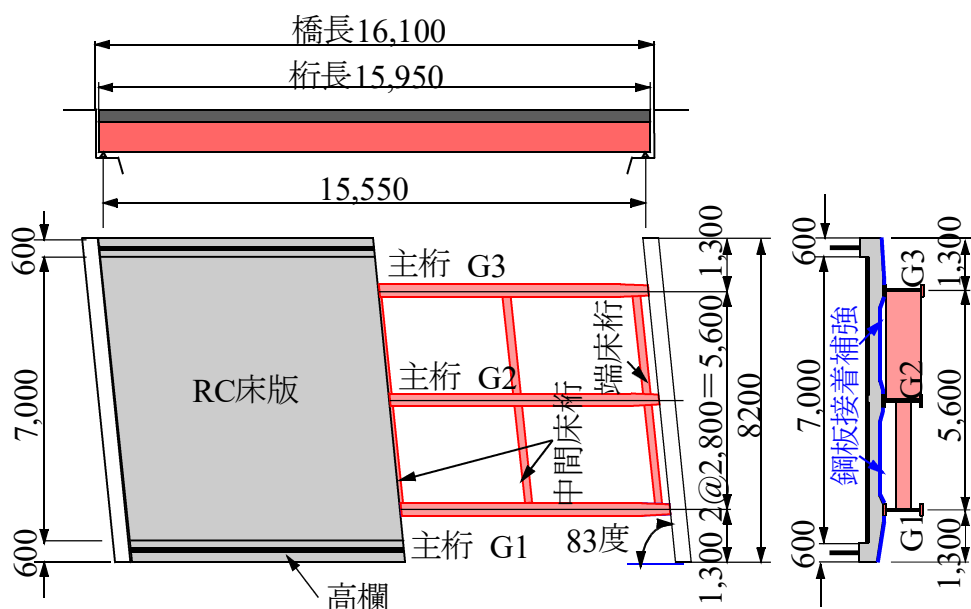 橋長16,100
桁長15,950
15,550
600
7,000
600
RC床版
主桁 G3
主桁 G2
主桁 G1
端床桁
中間床桁
83度
高欄
1,300
2@2,800＝5,600
1,300
8200
600
7,000
600
鋼板接着補強
G3
G2
G1
1,300
5,600
1,300